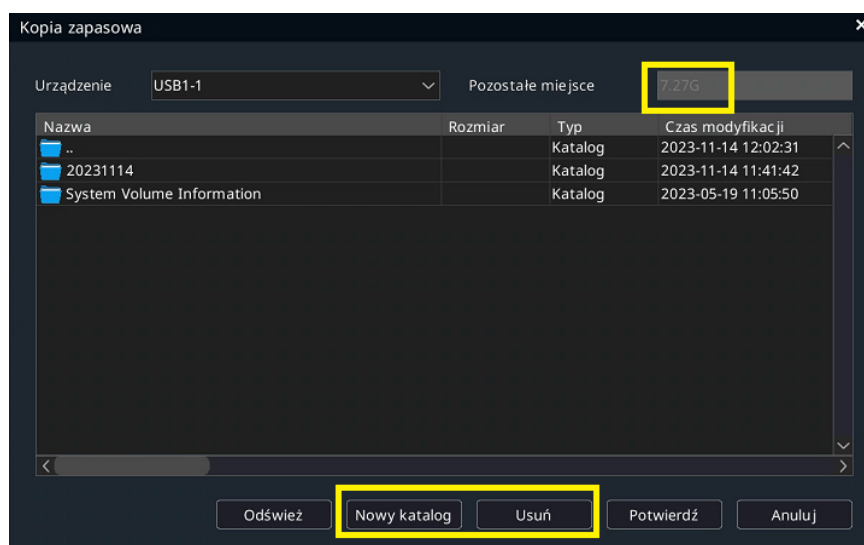 Kopia zapasowa
Urządzenie USB1-1 Pozostałe miejsce 7.27G
Nazwa Rozmiar Typ Czas modyfikacji
.. Katalog 2023-11-14 12:02:31
20231114 Katalog 2023-11-14 11:41:42
System Volume Information Katalog 2023-05-19 11:05:50
Odśwież Nowy katalog Usuń Potwierdź Anuluj